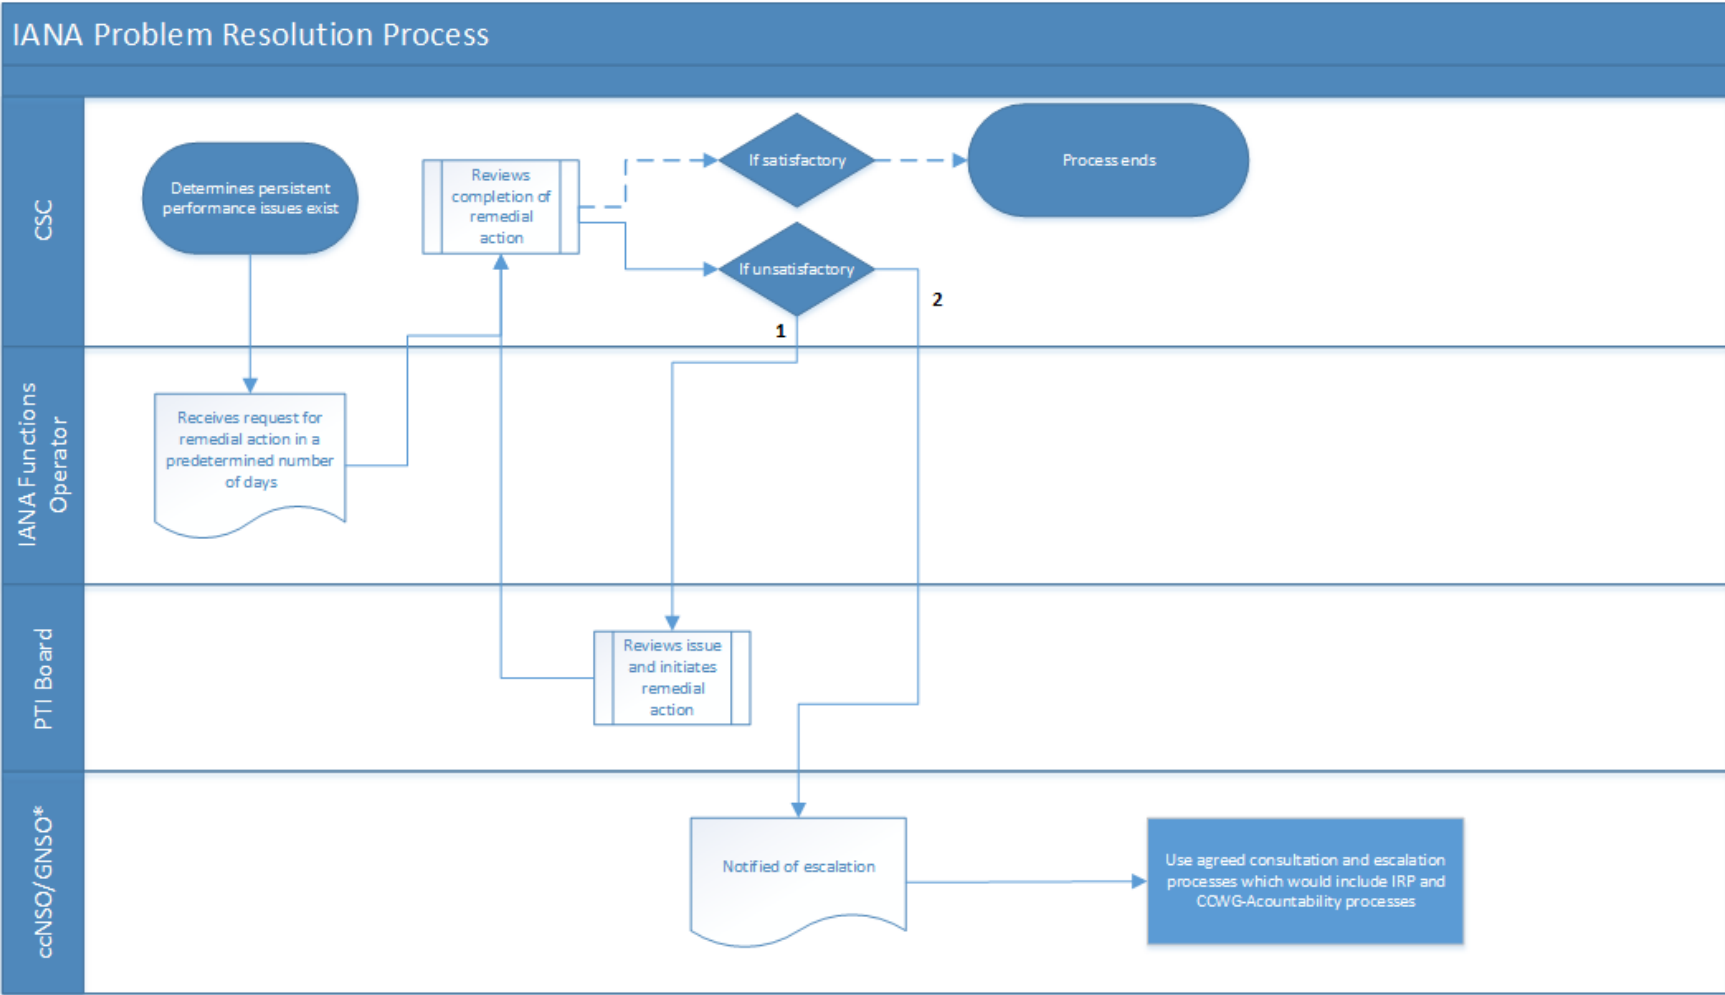 IANA Problem Resolution Process
CSC
Determines persistent
performance issues exist
Reviews
completion of
remedial
action
If satisfactory
Process ends
If unsatisfactory
1
2
IANA Functions
Operator
Receives request for
remedial action in a
predetermined number
of days
PTI Board
Reviews issue
and initiates
remedial
action
ccNSO/GNSO*
Notified of escalation
Use agreed consultation and escalation
processes which would include IRP and
CCWG-Acountability processes